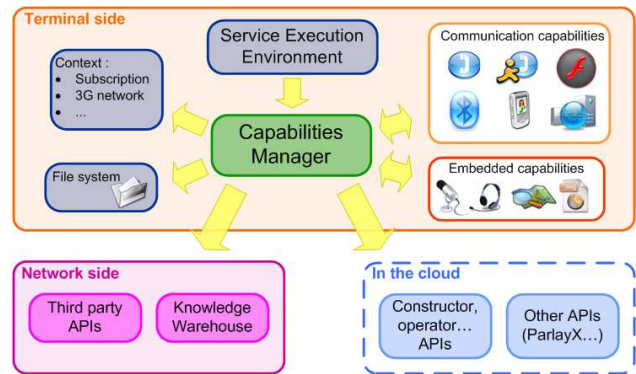 Terminal side
Service Execution
Environment
Communication capabilities
Context :
• Subscription
• 3G network
• ...
Capabilities
Manager
File system
Embedded capabilities
Network side
Third party
APIs
Knowledge
Warehouse
In the cloud
Constructor,
operator...
APIs
Other APIs
(ParlayX...)